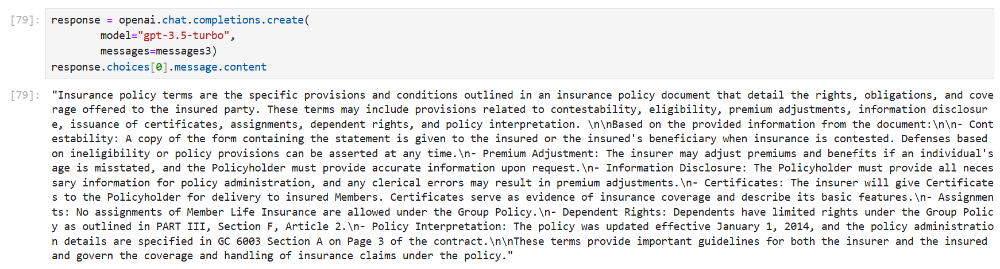 [79]: response = openai.chat.completions.create(
model="gpt-3.5-turbo",
messages=messages3)
response.choices[0].message.content
[79]: "Insurance policy terms are the specific provisions and conditions outlined in an insurance policy document that detail the rights, obligations, and cove
rage offered to the insured party. These terms may include provisions related to contestability, eligibility, premium adjustments, information disclosur
e, issuance of certificates, assignments, dependent rights, and policy interpretation. \n\nBased on the provided information from the document:\n\n- Cont
estability: A copy of the form containing the statement is given to the insured or the insured's beneficiary when insurance is contested. Defenses based
on ineligibility or policy provisions can be asserted at any time.\n- Premium Adjustment: The insurer may adjust premiums and benefits if an individual's
age is misstated, and the Policyholder must provide accurate information upon request.\n- Information Disclosure: The Policyholder must provide all neces
sary information for policy administration, and any clerical errors may result in premium adjustments.\n- Certificates: The insurer will give Certificate
s to the Policyholder for delivery to insured Members. Certificates serve as evidence of insurance coverage and describe its basic features.\n- Assignmen
ts: No assignments of Member Life Insurance are allowed under the Group Policy.\n- Dependent Rights: Dependents have limited rights under the Group Polic
y as outlined in PART III, Section F, Article 2.\n- Policy Interpretation: The policy was updated effective January 1, 2014, and the policy administratio
n details are specified in GC 6003 Section A on Page 3 of the contract.\n\nThese terms provide important guidelines for both the insurer and the insured
and govern the coverage and handling of insurance claims under the policy."